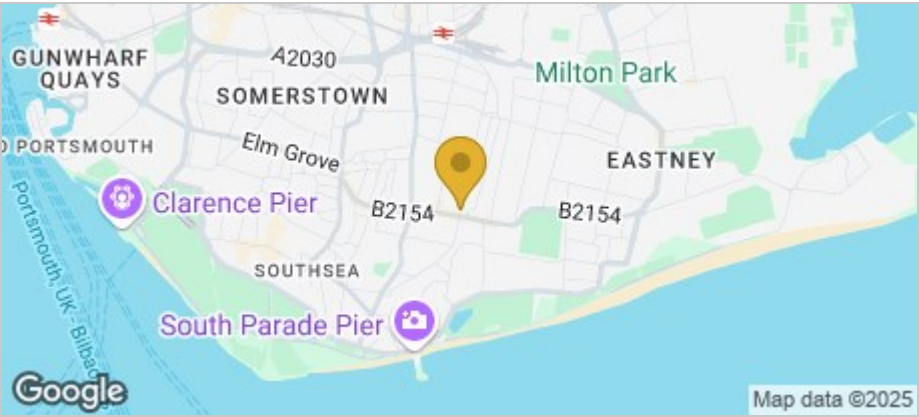 GUNWHARF
QUAYS
A2030
Milton Park
SOMERSTOWN
D PORTSMOUTH
Elm Grove
EASTNEY
Clarence Pier
B2154
B2154
Portsmouth, UK - Bilba
SOUTHSEA
South Parade Pier
Google
Map data ©2025